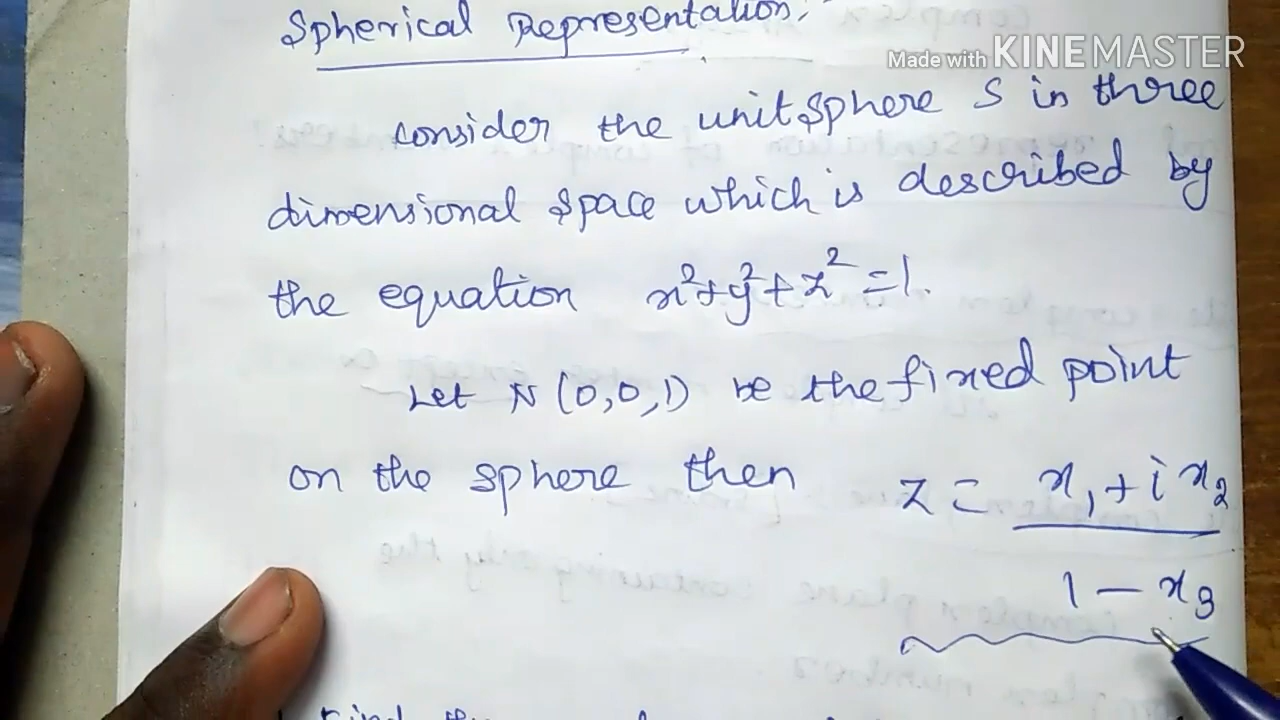 Spherical Representation.
Made with KINEMASTER
consider the unit sphere S in three
dimensional space which is described by
the equation x²+y²+z²=1.
Let N (0,0,1) be the fixed point
on the sphere then z = x₁+ix₂
1-x₃
Find the